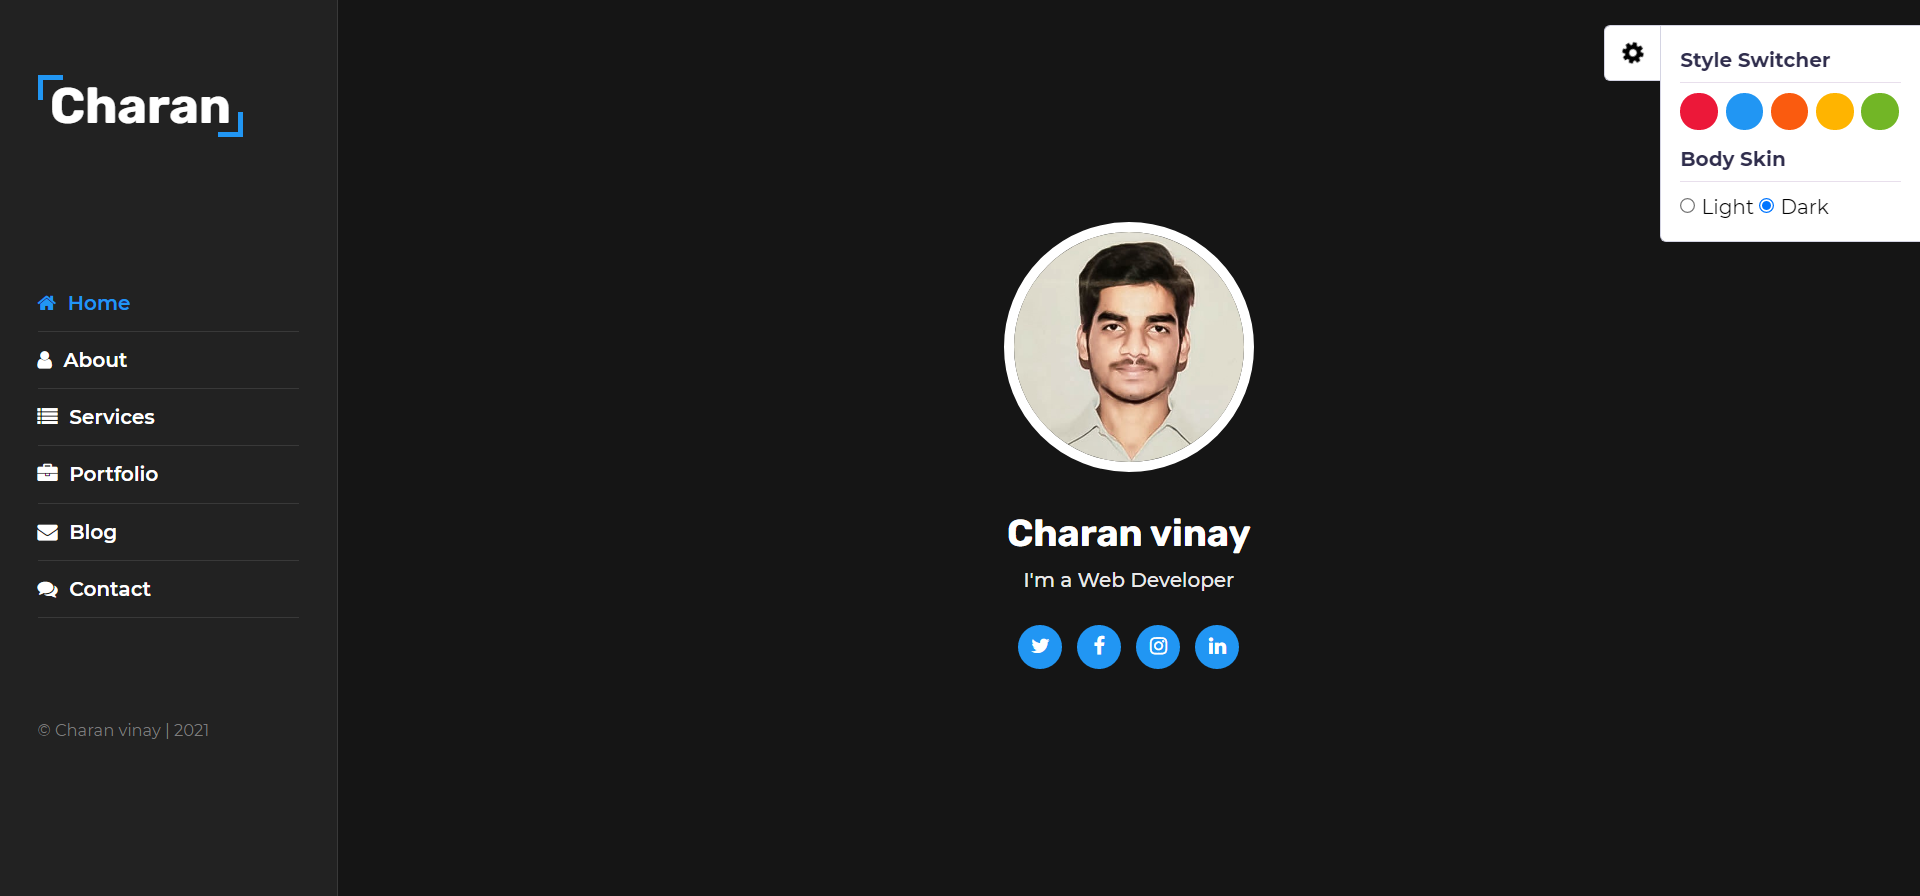 Charan
Home
About
Services
Portfolio
Blog
Contact
© Charan vinay | 2021
Charan vinay
I'm a Web Developer
Style Switcher
Body Skin
Light Dark